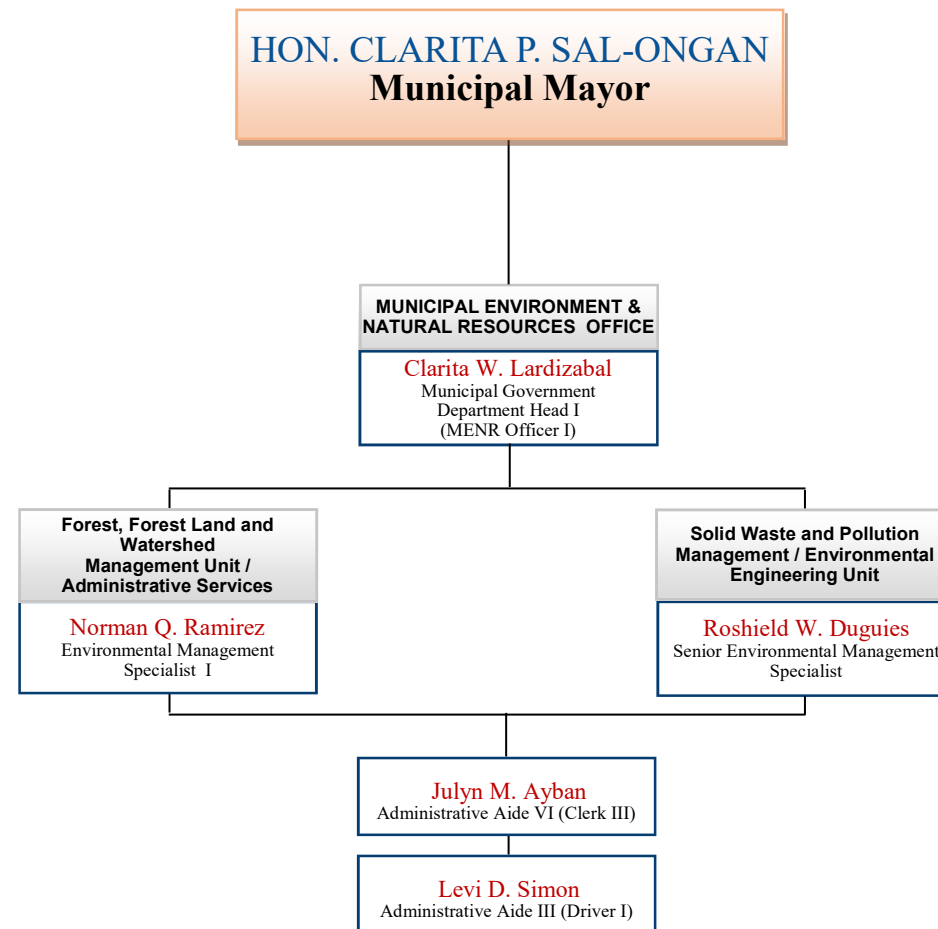 HON. CLARITA P. SAL-ONGAN
Municipal Mayor
MUNICIPAL ENVIRONMENT &
NATURAL RESOURCES OFFICE
Clarita W. Lardizabal
Municipal Government
Department Head I
(MENR Officer I)
Forest, Forest Land and
Watershed
Management Unit /
Administrative Services
Norman Q. Ramirez
Environmental Management
Specialist I
Solid Waste and Pollution
Management / Environmental
Engineering Unit
Roshield W. Duguies
Senior Environmental Management
Specialist
Julyn M. Ayban
Administrative Aide VI (Clerk III)
Levi D. Simon
Administrative Aide III (Driver I)